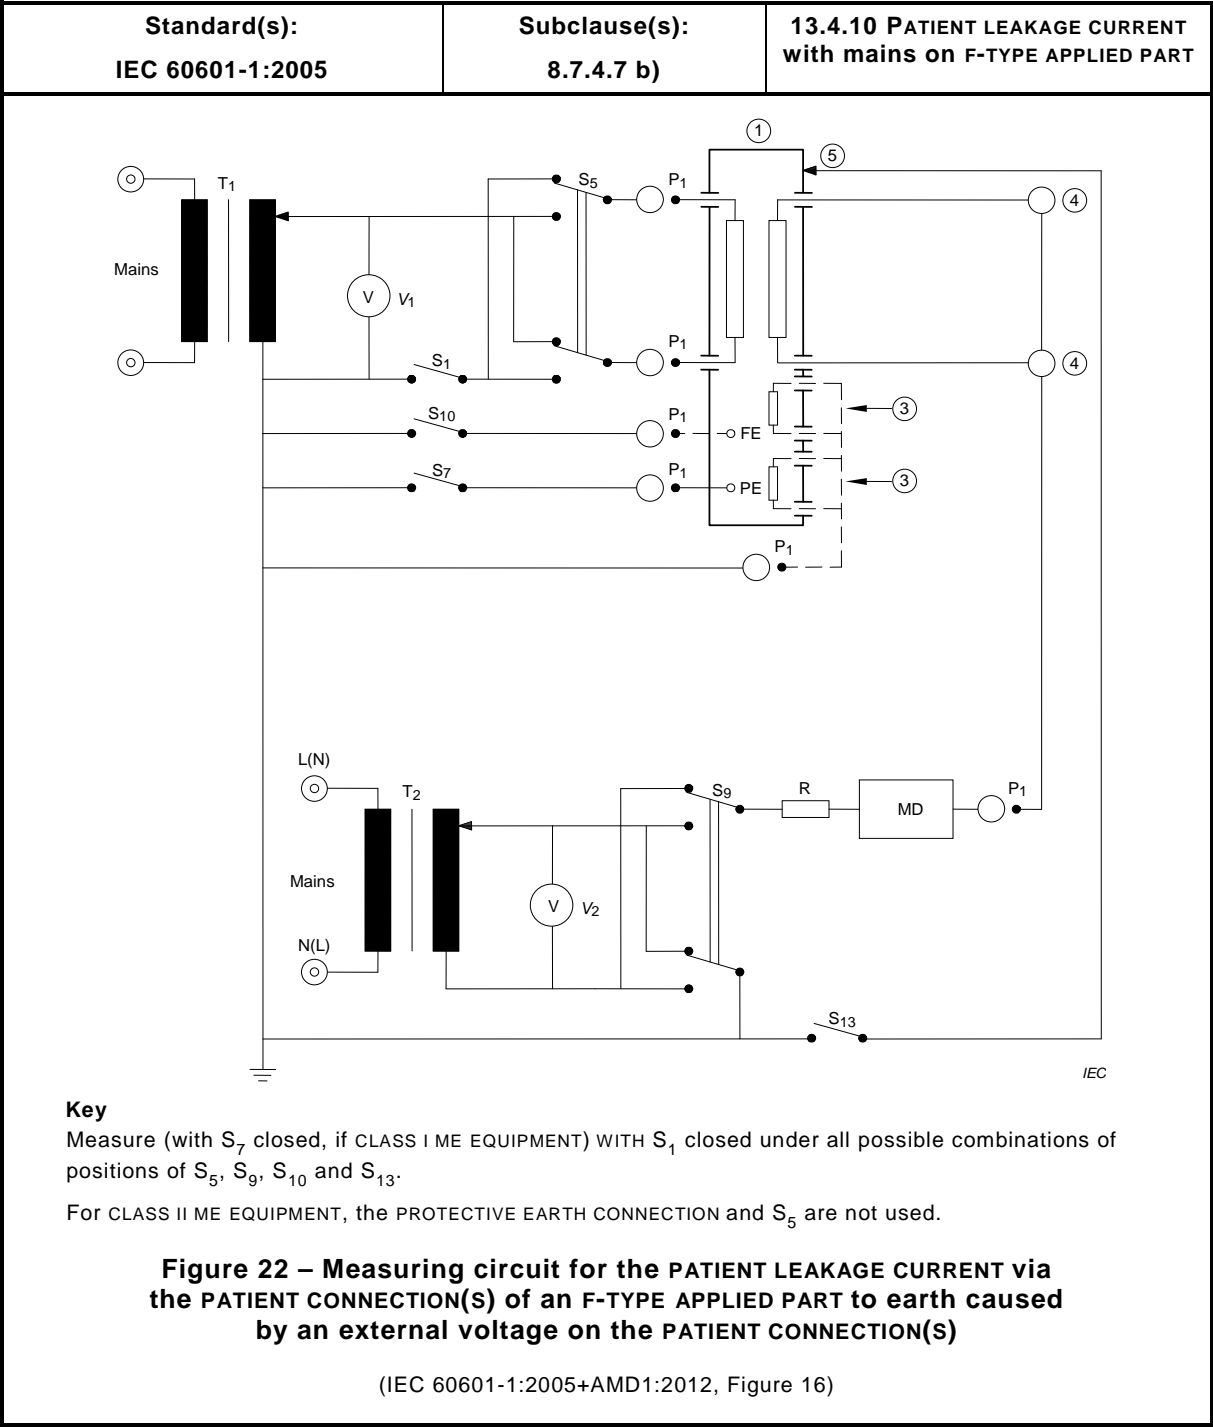 Standard(s):
IEC 60601-1:2005
Subclause(s):
8.7.4.7 b)
13.4.10 PATIENT LEAKAGE CURRENT
with mains on F-TYPE APPLIED PART
1
5
T1
S5
P1
4
Mains
V
V1
P1
4
S1
3
S10
P1
FE
S7
P1
PE
3
P1
L(N)
T2
S9
R
P1
MD
Mains
V
V2
N(L)
S13
IEC
Key
Measure (with S7 closed, if CLASS I ME EQUIPMENT) WITH S1 closed under all possible combinations of
positions of S5, S9, S10 and S13.
For CLASS II ME EQUIPMENT, the PROTECTIVE EARTH CONNECTION and S5 are not used.
Figure 22 – Measuring circuit for the PATIENT LEAKAGE CURRENT via
the PATIENT CONNECTION(S) of an F-TYPE APPLIED PART to earth caused
by an external voltage on the PATIENT CONNECTION(S)
(IEC 60601-1:2005+AMD1:2012, Figure 16)